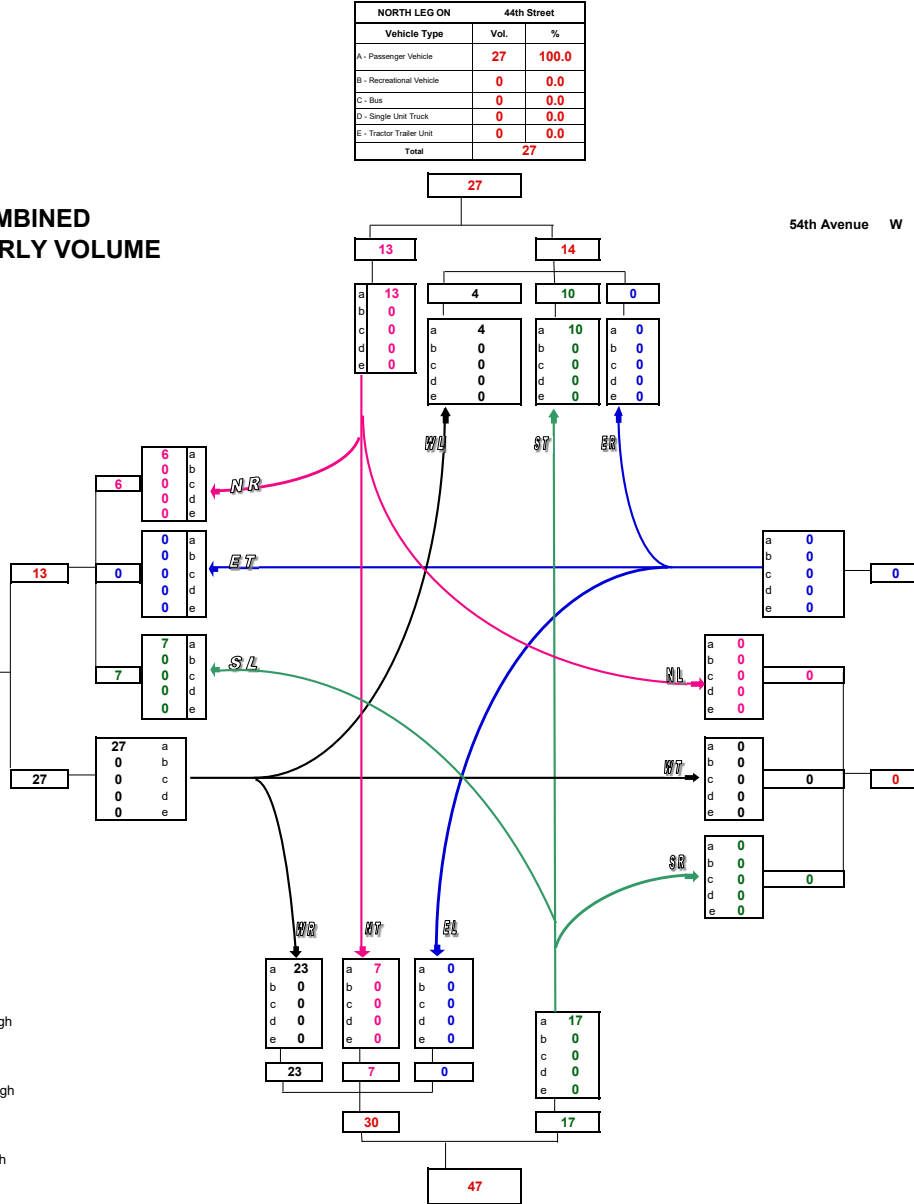 NORTH LEG ON 44th Street
Vehicle Type Vol. %
A - Passenger Vehicle 27 100.0
B - Recreational Vehicle 0 0.0
C - Bus 0 0.0
D - Single Unit Truck 0 0.0
E - Tractor Trailer Unit 0 0.0
Total 27
27
MBINED
RLY VOLUME
54th Avenue W
13 14
4 10 0
a 13
b 0
c 0
d 0
e 0
a 4
b 0
c 0
d 0
e 0
a 10
b 0
c 0
d 0
e 0
a 0
b 0
c 0
d 0
e 0
WL ST ER
6 a
0 b
0 c
0 d
0 e
6
NR
0 a
0 b
0 c
0 d
0 e
13 0
ET
a 0
b 0
c 0
d 0
e 0
0
7 a
0 b
0 c
0 d
0 e
7
SL
NL
a 0
b 0
c 0
d 0
e 0
0
27 a
0 b
0 c
0 d
0 e
27
WT
a 0
b 0
c 0
d 0
e 0
0 0
SR
a 0
b 0
c 0
d 0
e 0
0
WR NT EL
a 23
b 0
c 0
d 0
e 0
a 7
b 0
c 0
d 0
e 0
a 0
b 0
c 0
d 0
e 0
a 17
b 0
c 0
d 0
e 0
gh
23 7 0
gh
30 17
h
47